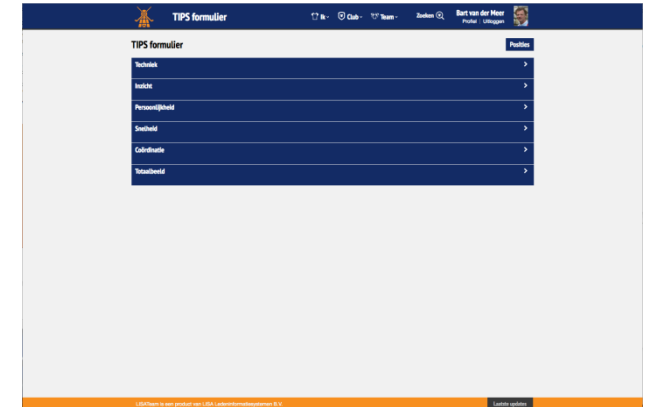 TIPS formulier
Ik
Club
Team
Zoeken
Bart van der Meer
Profiel | Uitloggen
TIPS formulier
Posities
Techniek
Inzicht
Persoonlijkheid
Snelheid
Coördinatie
Totaalbeeld
LISATeam is een product van LISA Ledeninformatiesystemen B.V.
Laatste updates